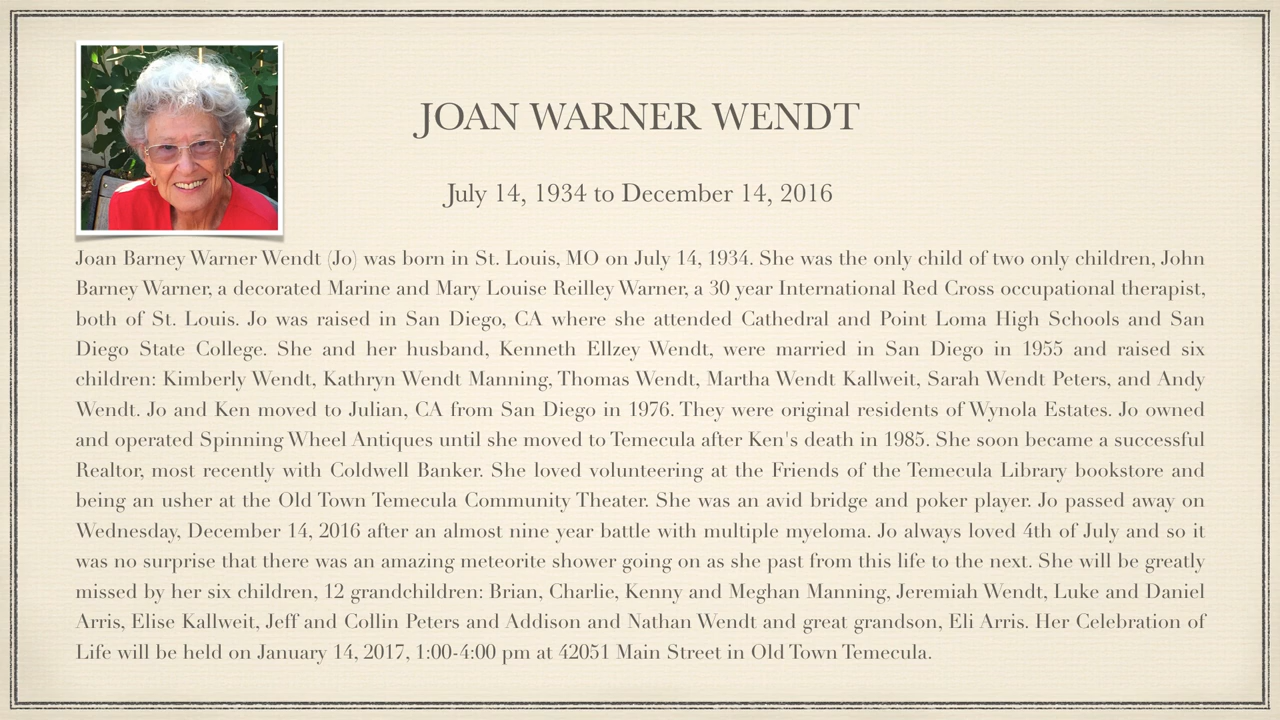 JOAN WARNER WENDT
July 14, 1934 to December 14, 2016
Joan Barney Warner Wendt (Jo) was born in St. Louis, MO on July 14, 1934. She was the only child of two only children, John
Barney Warner, a decorated Marine and Mary Louise Reilley Warner, a 30 year International Red Cross occupational therapist,
both of St. Louis. Jo was raised in San Diego, CA where she attended Cathedral and Point Loma High Schools and San
Diego State College. She and her husband, Kenneth Ellzey Wendt, were married in San Diego in 1955 and raised six
children: Kimberly Wendt, Kathryn Wendt Manning, Thomas Wendt, Martha Wendt Kallweit, Sarah Wendt Peters, and Andy
Wendt. Jo and Ken moved to Julian, CA from San Diego in 1976. They were original residents of Wynola Estates. Jo owned
and operated Spinning Wheel Antiques until she moved to Temecula after Ken's death in 1985. She soon became a successful
Realtor, most recently with Coldwell Banker. She loved volunteering at the Friends of the Temecula Library bookstore and
being an usher at the Old Town Temecula Community Theater. She was an avid bridge and poker player. Jo passed away on
Wednesday, December 14, 2016 after an almost nine year battle with multiple myeloma. Jo always loved 4th of July and so it
was no surprise that there was an amazing meteorite shower going on as she past from this life to the next. She will be greatly
missed by her six children, 12 grandchildren: Brian, Charlie, Kenny and Meghan Manning, Jeremiah Wendt, Luke and Daniel
Arris, Elise Kallweit, Jeff and Collin Peters and Addison and Nathan Wendt and great grandson, Eli Arris. Her Celebration of
Life will be held on January 14, 2017, 1:00-4:00 pm at 42051 Main Street in Old Town Temecula.